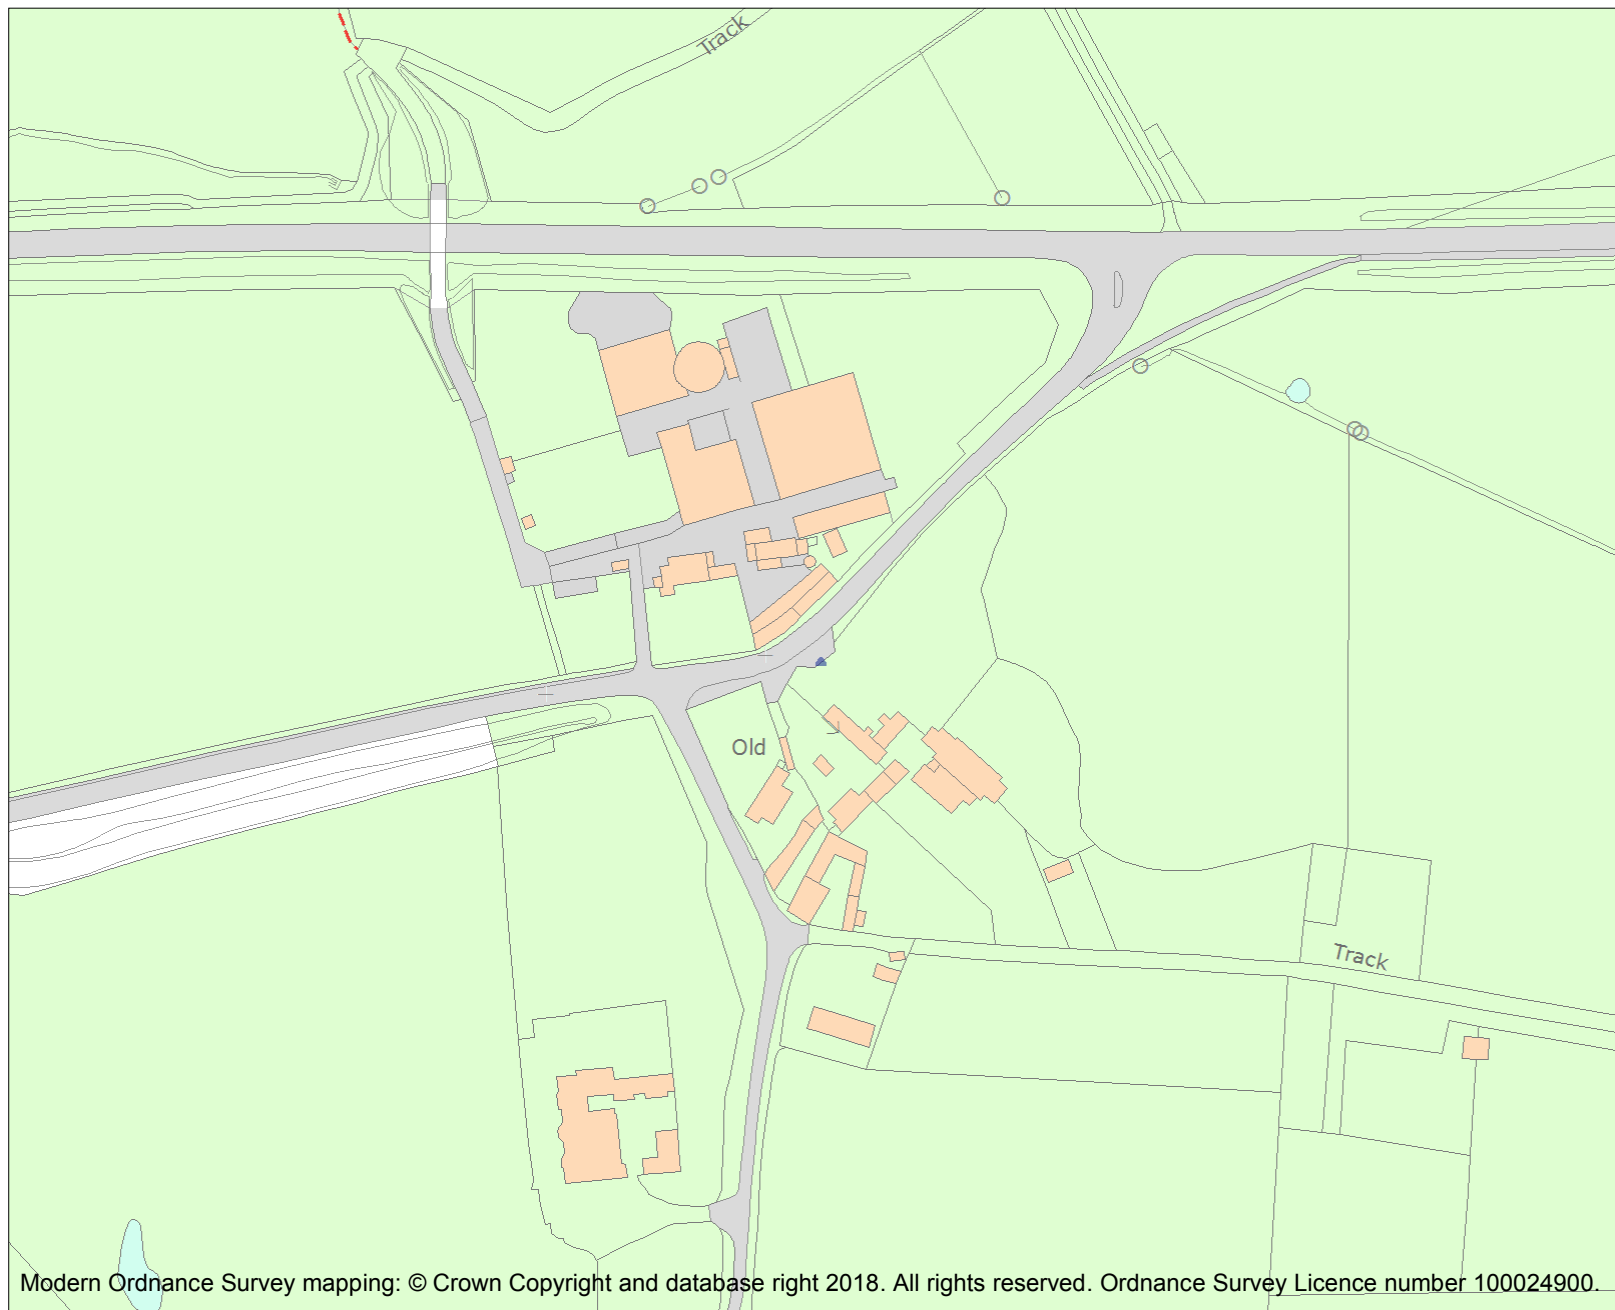 Track
Old
Track
Modern Ordnance Survey mapping: © Crown Copyright and database right 2018. All rights reserved. Ordnance Survey Licence number 100024900.